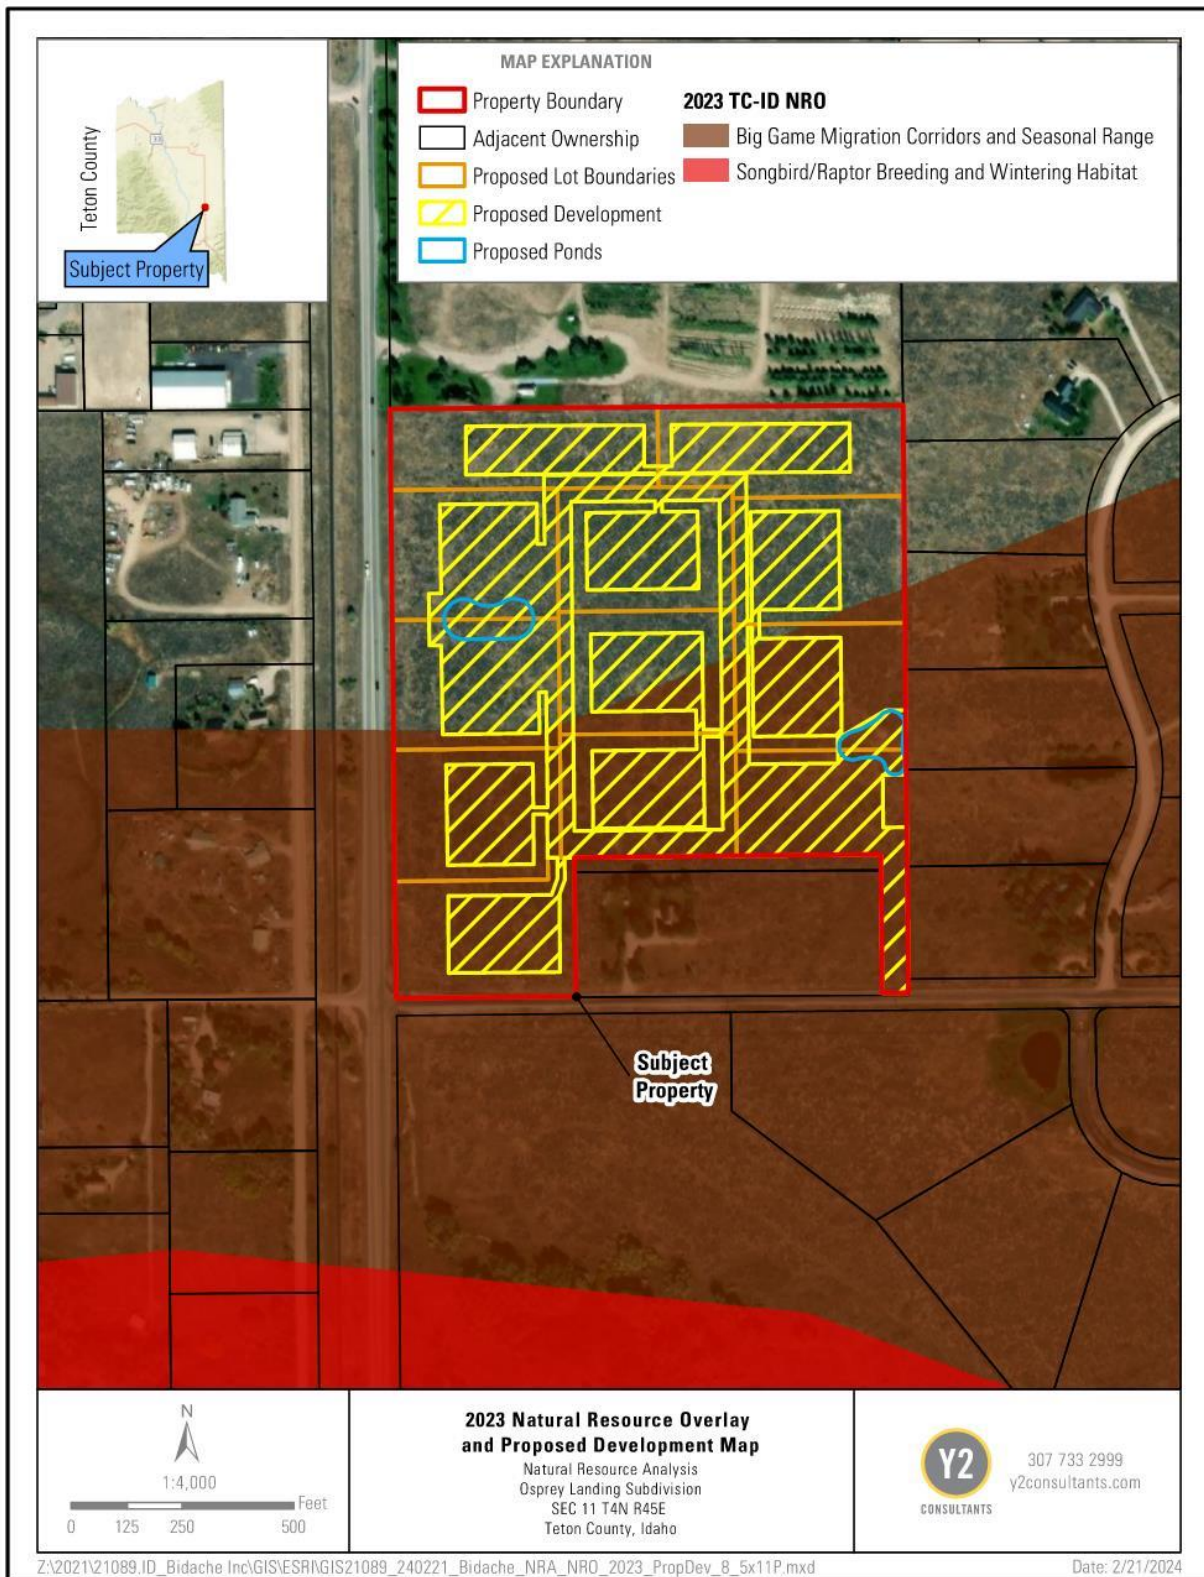 Teton County
33
Subject Property
MAP EXPLANATION
Property Boundary
Adjacent Ownership
Proposed Lot Boundaries
Proposed Development
Proposed Ponds
2023 TC-ID NRO
Big Game Migration Corridors and Seasonal Range
Songbird/Raptor Breeding and Wintering Habitat
Subject
Property
N
1:4,000
Feet
0 125 250 500
2023 Natural Resource Overlay
and Proposed Development Map
Natural Resource Analysis
Osprey Landing Subdivision
SEC 11 T4N R45E
Teton County, Idaho
Y2
CONSULTANTS
307 733 2999
y2consultants.com
Z:\2021\21089.ID_Bidache Inc\GIS\ESRI\GIS21089_240221_Bidache_NRA_NRO_2023_PropDev_8_5x11P.mxd
Date: 2/21/2024